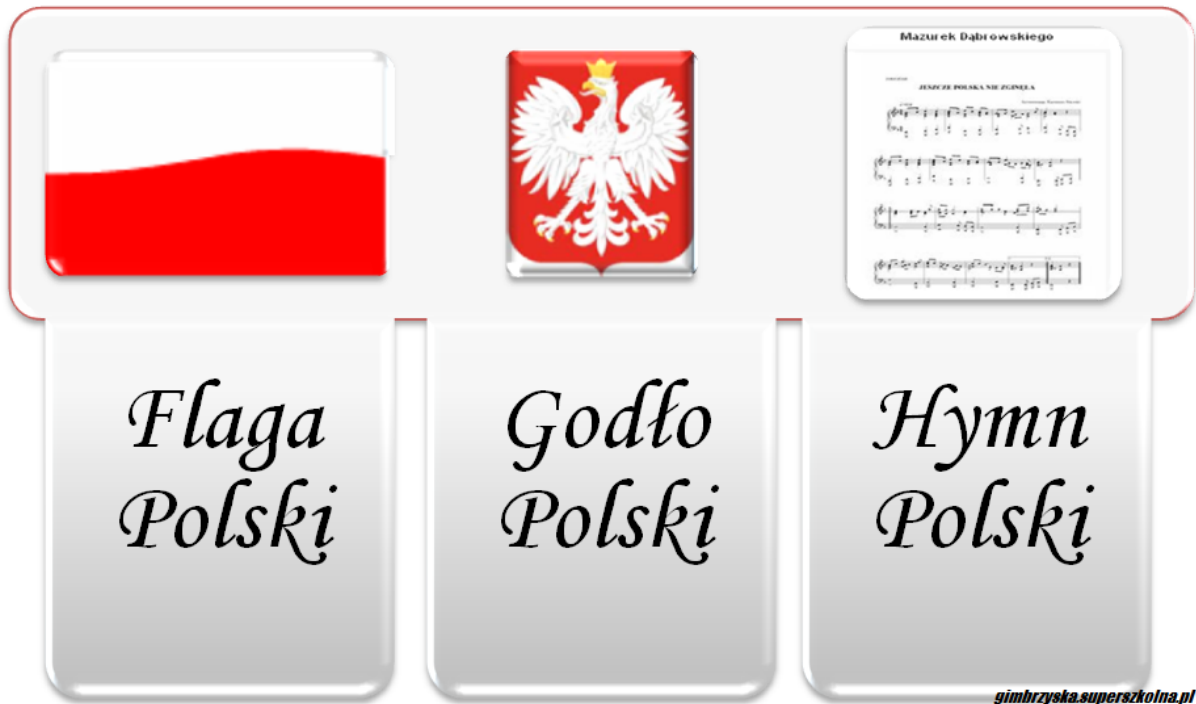 Mazurek Dąbrowskiego
JESZCZE POLSKA NIE ZGINĘŁA
Flaga
Polski
Godło
Polski
Hymn
Polski
gimbrzyska.superszkolna.pl